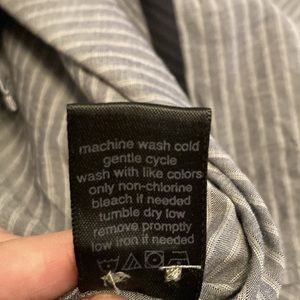 machine wash cold
gentle cycle
wash with like colors
only non-chlorine
bleach if needed
tumble dry low
remove promptly
low iron if needed